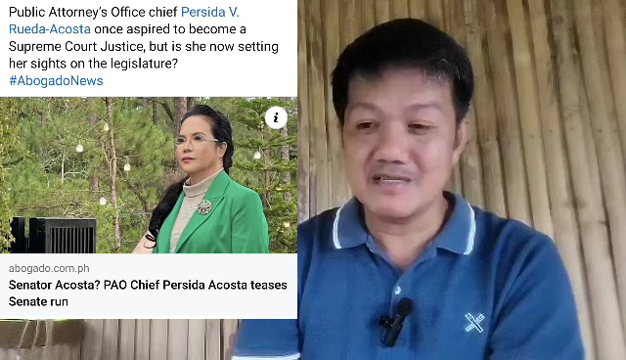 Public Attorney’s Office chief Persida V.
Rueda-Acosta once aspired to become a
Supreme Court Justice, but is she now setting
her sights on the legislature?
#AbogadoNews
abogado.com.ph
Senator Acosta? PAO Chief Persida Acosta teases
Senate run